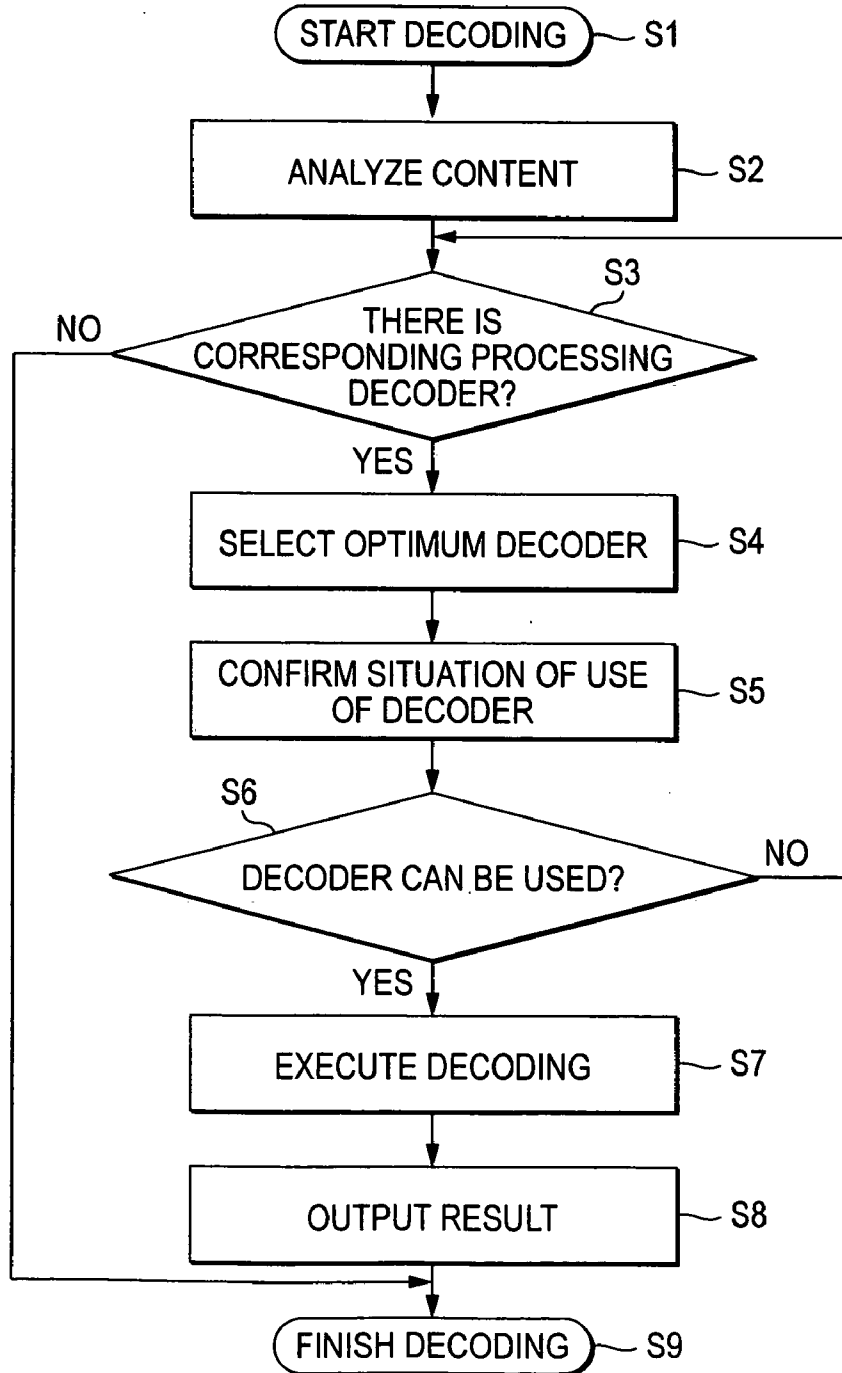 START DECODING
S1
ANALYZE CONTENT
S2
S3
NO
THERE IS
CORRESPONDING PROCESSING
DECODER?
YES
SELECT OPTIMUM DECODER
S4
CONFIRM SITUATION OF USE
OF DECODER
S5
S6
NO
DECODER CAN BE USED?
YES
EXECUTE DECODING
S7
OUTPUT RESULT
S8
FINISH DECODING
S9